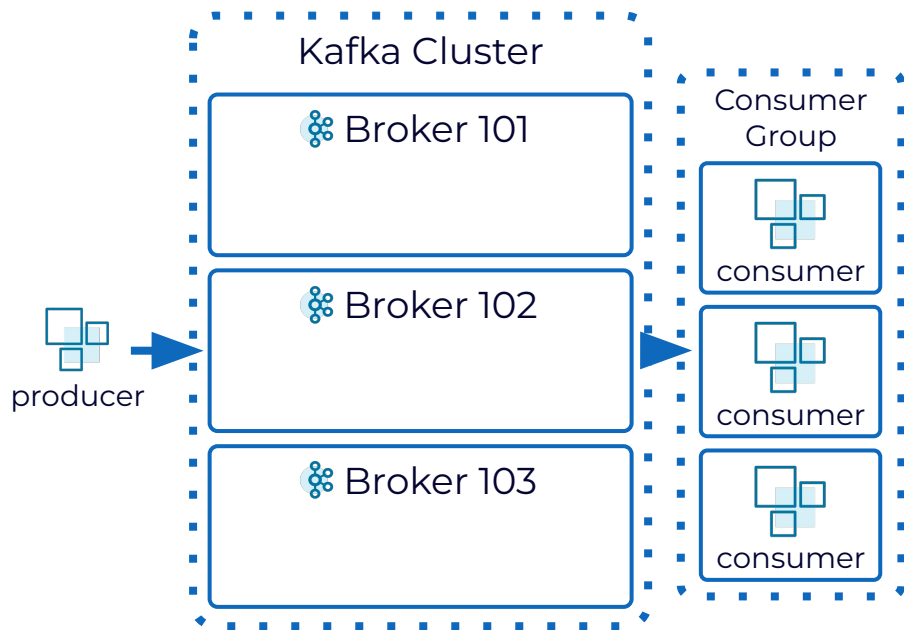 Kafka Cluster
Broker 101
Broker 102
Broker 103
producer
Consumer
Group
consumer
consumer
consumer